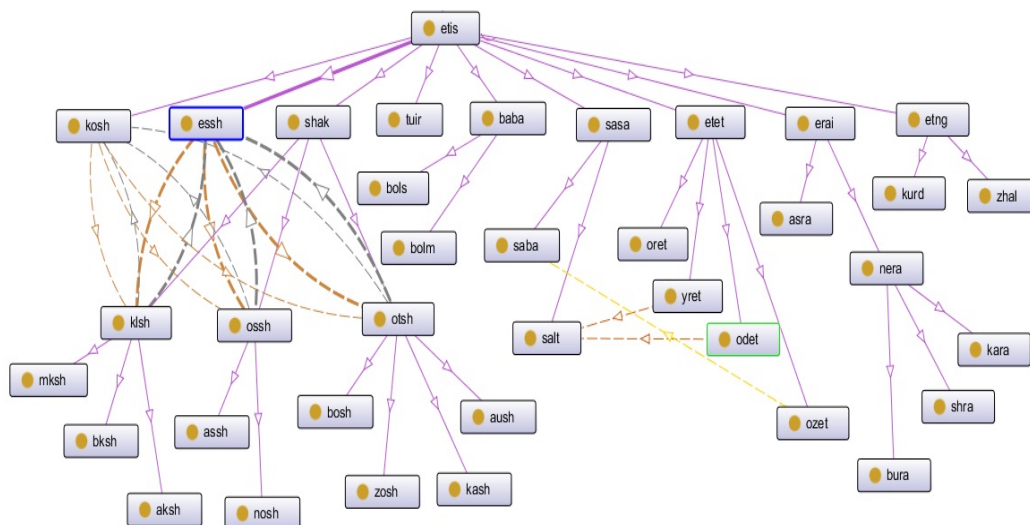 etis
kosh
essh
shak
tuir
baba
sasa
etet
erai
etng
bols
kurd
zhal
bolm
saba
oret
asra
nera
klsh
ossh
otsh
salt
yret
odet
kara
mksh
bksh
assh
bosh
aush
ozet
shra
aksh
nosh
zosh
kash
bura